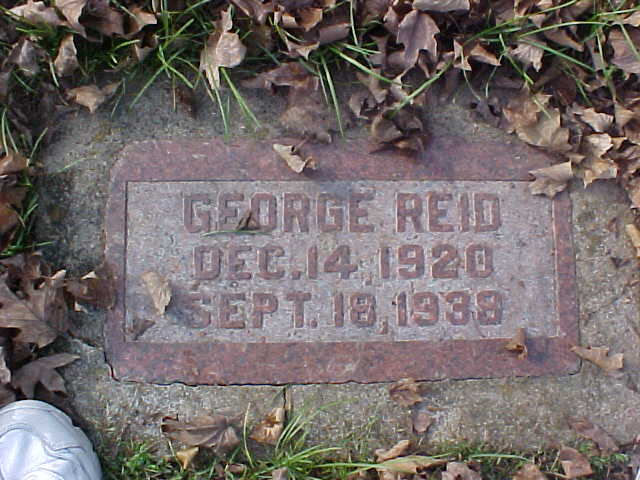 GEORGE REID
DEC. 14, 1920
SEPT. 18, 1939